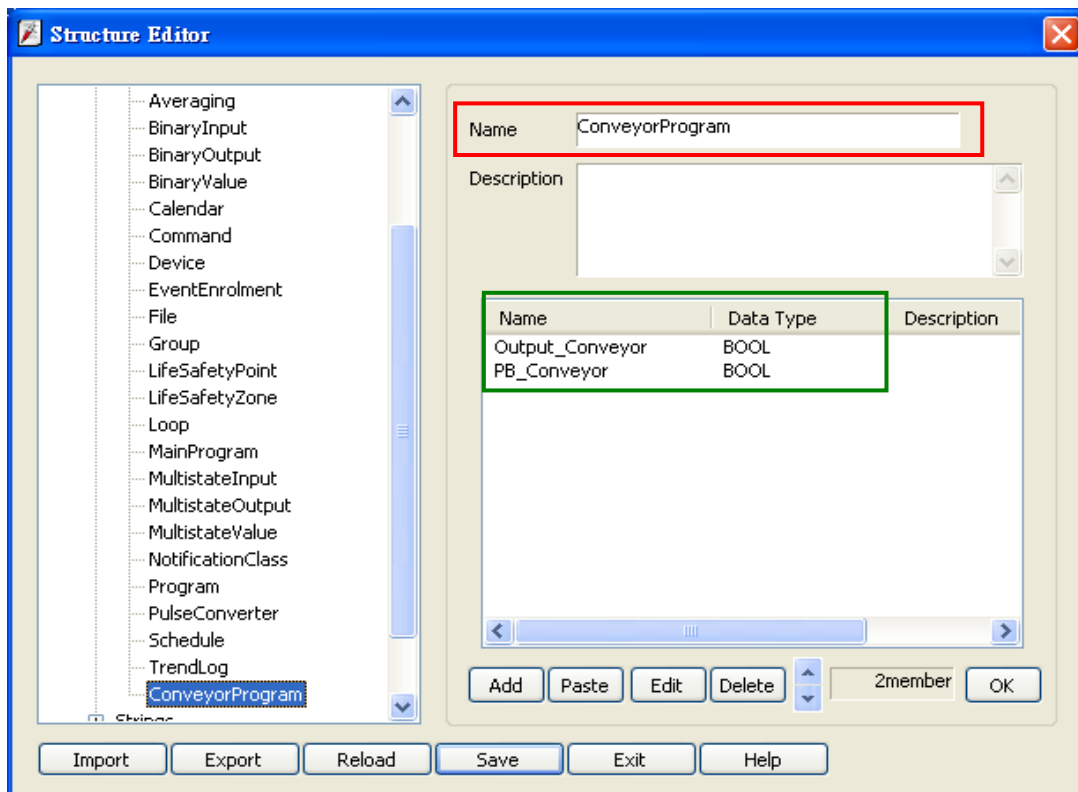 Structure Editor
Averaging
BinaryInput
BinaryOutput
BinaryValue
Calendar
Command
Device
EventEnrolment
File
Group
LifeSafetyPoint
LifeSafetyZone
Loop
MainProgram
MultistateInput
MultistateOutput
MultistateValue
NotificationClass
Program
PulseConverter
Schedule
TrendLog
ConveyorProgram
Strings
Name ConveyorProgram
Description
Name Data Type Description
Output_Conveyor BOOL
PB_Conveyor BOOL
Add Paste Edit Delete 2member OK
Import Export Reload Save Exit Help